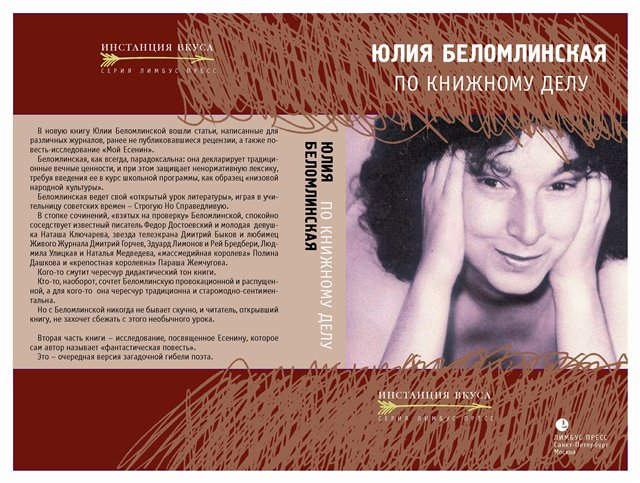 ИНСТАНЦИЯ ВКУСА
СЕРИЯ ЛИМБУС ПРЕСС
В новую книгу Юлии Беломлинской вошли статьи, написанные для
различных журналов, ранее не публиковавшиеся рецензии, а также по-
весть-исследование «Мой Есенин».
Беломлинская, как всегда, парадоксальна: она декларирует традици-
онные вечные ценности, и при этом защищает ненормативную лексику,
требуя введения ее в курс школьной программы, как образец «низовой
народной культуры».
Беломлинская ведет свой «открытый урок литературы», играя в учи-
тельницу советских времен – Строгую Но Справедливую.
В стопке сочинений, «взятых на проверку» Беломлинской, спокойно
соседствует известный писатель Федор Достоевский и молодая девуш-
ка Наташа Ключарева, звезда телеэкрана Дмитрий Быков и любимец
Живого Журнала Дмитрий Горчев, Эдуард Лимонов и Рей Бредбери, Люд-
мила Улицкая и Наталья Медведева, «массмедийная королева» Полина
Дашкова и «крепостная королевна» Параша Жемчугова.
Кого-то смутит чересчур дидактический тон книги.
Кто-то, наоборот, сочтет Беломлинскую провокационной и распущен-
ной, а для кого-то она чересчур традиционна и старомодно-сентимен-
тальна.
Но с Беломлинской никогда не бывает скучно, и читатель, открывший
книгу, не захочет сбежать с этого необычного урока.
Вторая часть книги – исследование, посвященное Есенину, которое
сам автор называет «фантастическая повесть».
Это – очередная версия загадочной гибели поэта.
ЮЛИЯ
БЕЛОМЛИНСКАЯ
ПО КНИЖНОМУ ДЕЛУ
ЮЛИЯ БЕЛОМЛИНСКАЯ
ПО КНИЖНОМУ ДЕЛУ
ИНСТАНЦИЯ ВКУСА
СЕРИЯ ЛИМБУС ПРЕСС
ЛИМБУС ПРЕСС
Санкт-Петербург
Москва